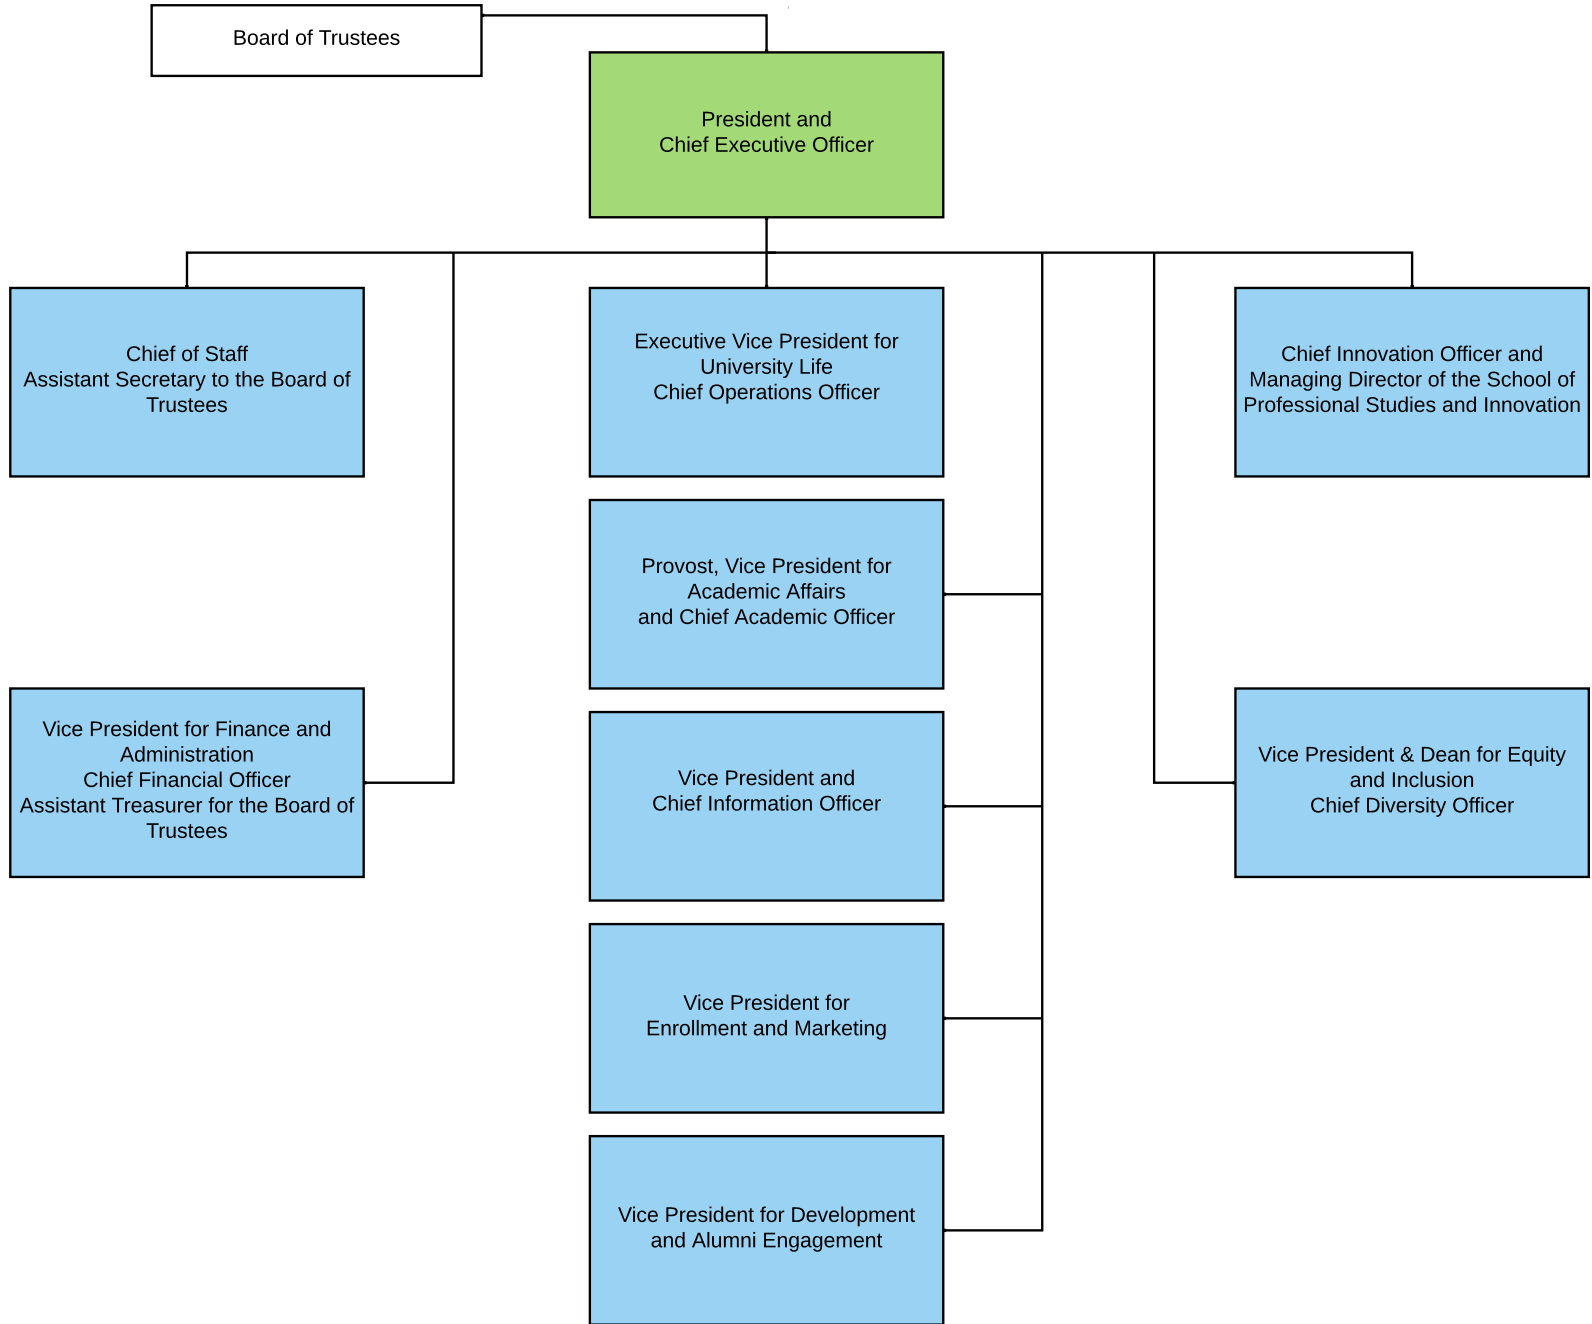 Board of Trustees
President and
Chief Executive Officer
Chief of Staff
Assistant Secretary to the Board of
Trustees
Executive Vice President for
University Life
Chief Operations Officer
Chief Innovation Officer and
Managing Director of the School of
Professional Studies and Innovation
Provost, Vice President for
Academic Affairs
and Chief Academic Officer
Vice President for Finance and
Administration
Chief Financial Officer
Assistant Treasurer for the Board of
Trustees
Vice President and
Chief Information Officer
Vice President & Dean for Equity
and Inclusion
Chief Diversity Officer
Vice President for
Enrollment and Marketing
Vice President for Development
and Alumni Engagement